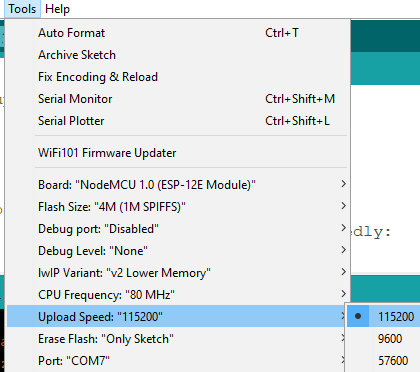 Tools Help
Auto Format Ctrl+T
Archive Sketch
Fix Encoding & Reload
Serial Monitor Ctrl+Shift+M
Serial Plotter Ctrl+Shift+L
WiFi101 Firmware Updater
Board: "NodeMCU 1.0 (ESP-12E Module)"
Flash Size: "4M (1M SPIFFS)"
Debug port: "Disabled"
edly:
Debug Level: "None"
lwIP Variant: "v2 Lower Memory"
CPU Frequency: "80 MHz"
Upload Speed: "115200" 115200
Erase Flash: "Only Sketch" 9600
Port: "COM7" 57600